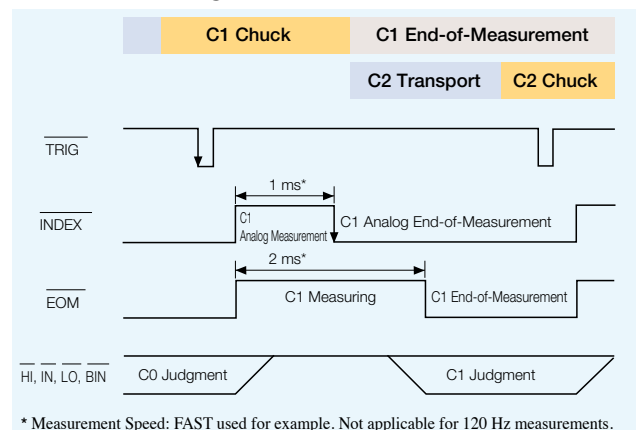 C1 Chuck
C1 End-of-Measurement
C2 Transport
C2 Chuck
TRIG
1 ms*
INDEX
C1
Analog Measurement
C1 Analog End-of-Measurement
2 ms*
EOM
C1 Measuring
C1 End-of-Measurement
HI, IN, LO, BIN
C0 Judgment
C1 Judgment
* Measurement Speed: FAST used for example. Not applicable for 120 Hz measurements.